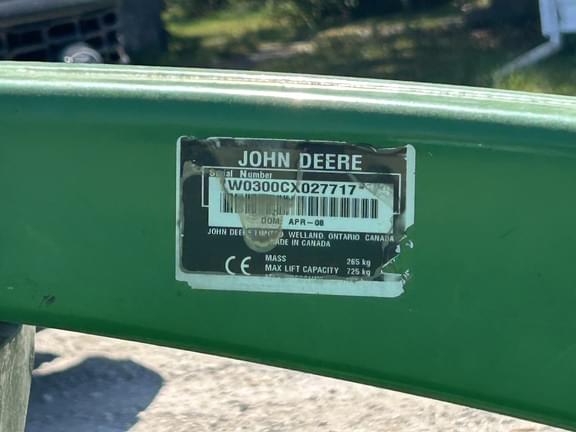 JOHN DEERE
Serial Number
W0300CX027717
DOM: APR-08
JOHN DEERE LIMITED, WELLAND, ONTARIO, CANADA
MADE IN CANADA
CE
MASS 265 kg
MAX LIFT CAPACITY 725 kg